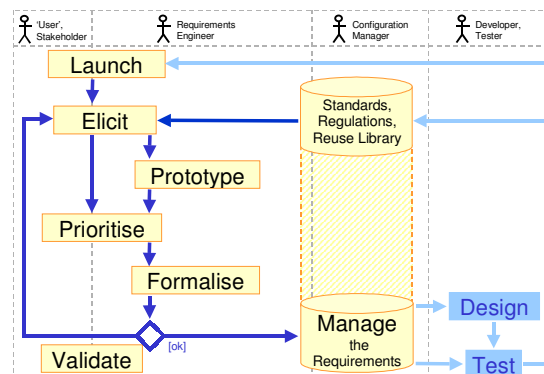 'User',
Stakeholder
Requirements
Engineer
Configuration
Manager
Developer,
Tester
Launch
Elicit
Standards,
Regulations,
Reuse Library
Prototype
Prioritise
Formalise
[ok]
Validate
Manage
the
Requirements
Design
Test